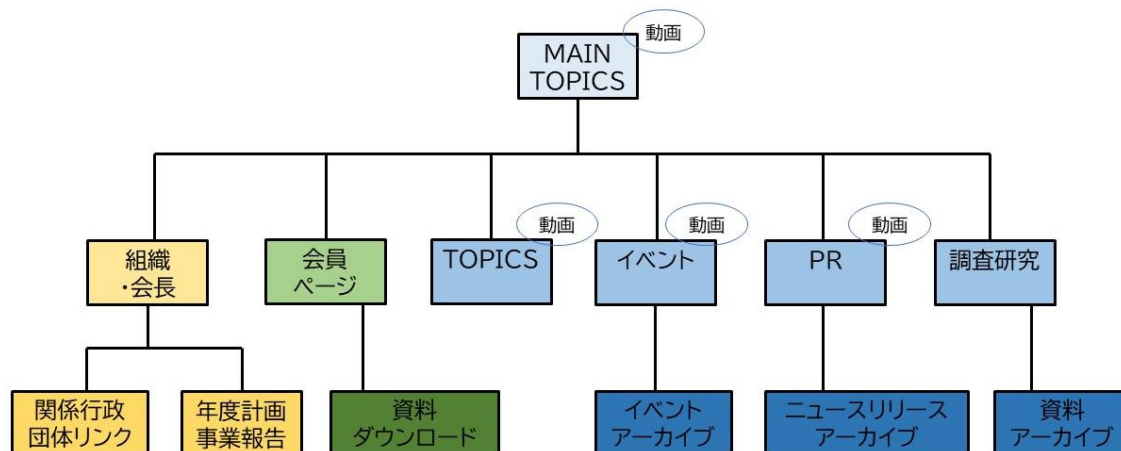 動画
MAIN
TOPICS
動画
動画
動画
組織
・会長
会員
ページ
TOPICS
イベント
PR
調査研究
関係行政
団体リンク
年度計画
事業報告
資料
ダウンロード
イベント
アーカイブ
ニュースリリース
アーカイブ
資料
アーカイブ